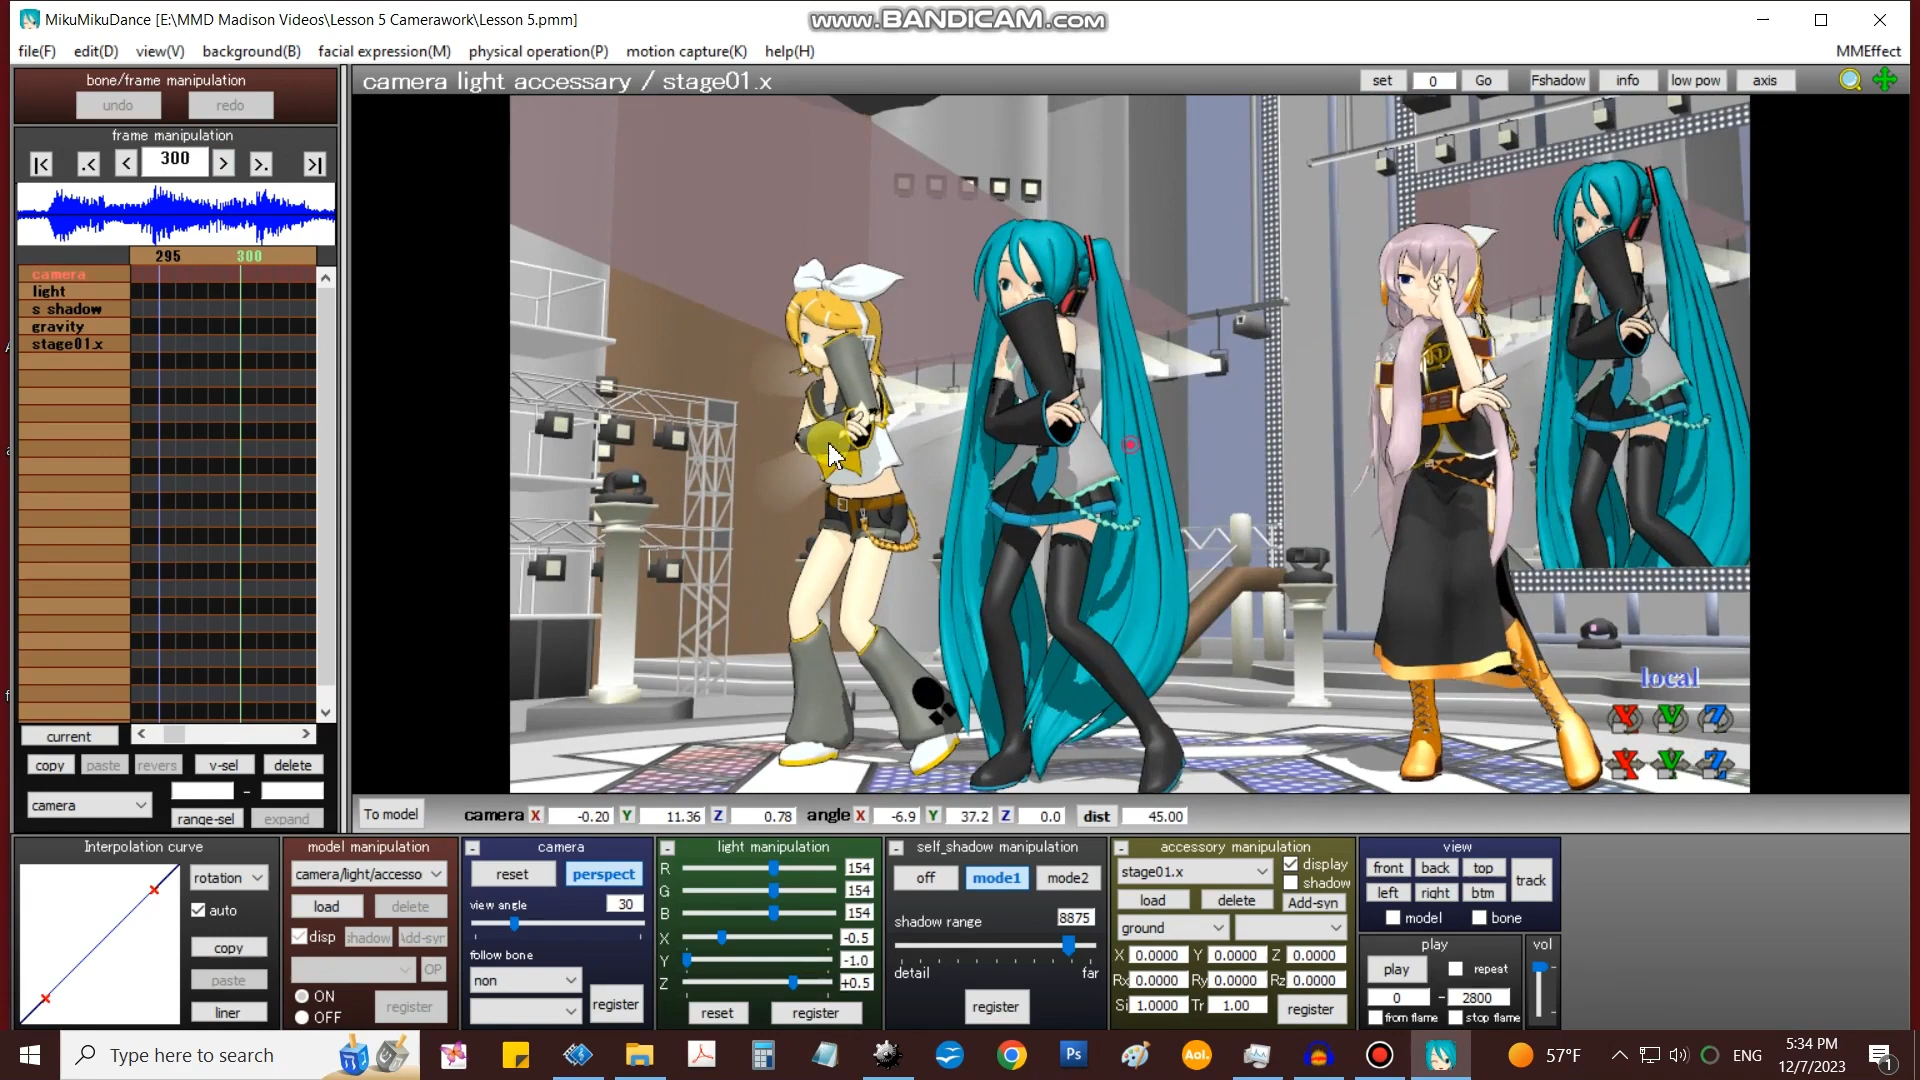 MikuMikuDance [E:\MMD Madison Videos\Lesson 5 Camerawork\Lesson 5.pmm]
www.BANDICAM.com
file(F) edit(D) view(V) background(B) facial expression(M) physical operation(P) motion capture(K) help(H) MMEffect
bone/frame manipulation
undo redo
camera light accessary / stage01.x
set 0 Go Fshadow info low pow axis
frame manipulation
|< .< < 300 > >. >|
295 300
camera
light
s shadow
gravity
stage01.x
local
X Y Z
X Y Z
current < >
copy paste revers v-sel delete
camera -
range-sel expand
To model camera X -0.20 Y 11.36 Z 0.78 angle X -6.9 Y 37.2 Z 0.0 dist 45.00
Interpolation curve
rotation
auto
copy
paste
liner
model manipulation
camera/light/accesso
load delete
disp shadow Add-syn
OP
ON
OFF
register
- camera
reset perspect
view angle 30
follow bone
non
register
- light manipulation
R 154
G 154
B 154
X -0.5
Y -1.0
Z +0.5
reset register
- self_shadow manipulation
off mode1 mode2
shadow range 8875
detail far
register
- accessory manipulation
stage01.x display
shadow
load delete Add-syn
ground
X 0.0000 Y 0.0000 Z 0.0000
Rx 0.0000 Ry 0.0000 Rz 0.0000
Si 1.0000 Tr 1.00 register
view
front back top
left right btm track
model bone
play
play repeat
0 - 2800
from flame stop flame
vol
Type here to search
Ps
Aol.
57°F
ENG
5:34 PM
12/7/2023
1